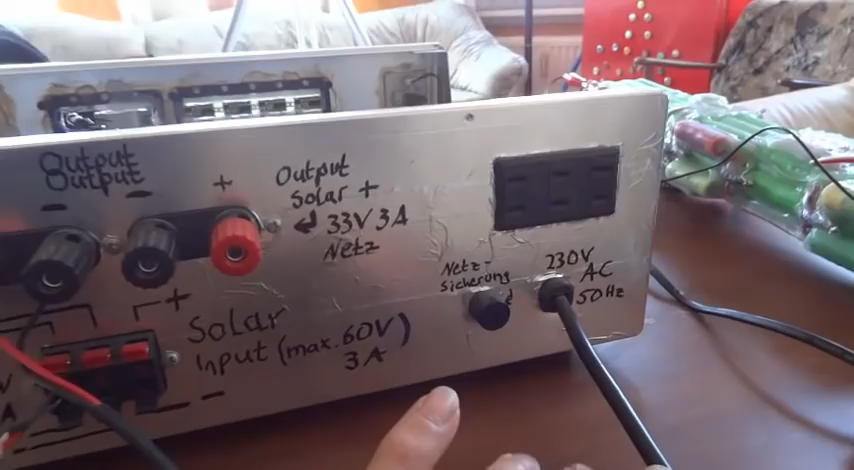 Output
Output
- - +
Output
Solar +
33V 3A
Netz
Netz-
sicherung
230V
AC
50Hz
+
Solar
Input (max. 60V)
3A
-